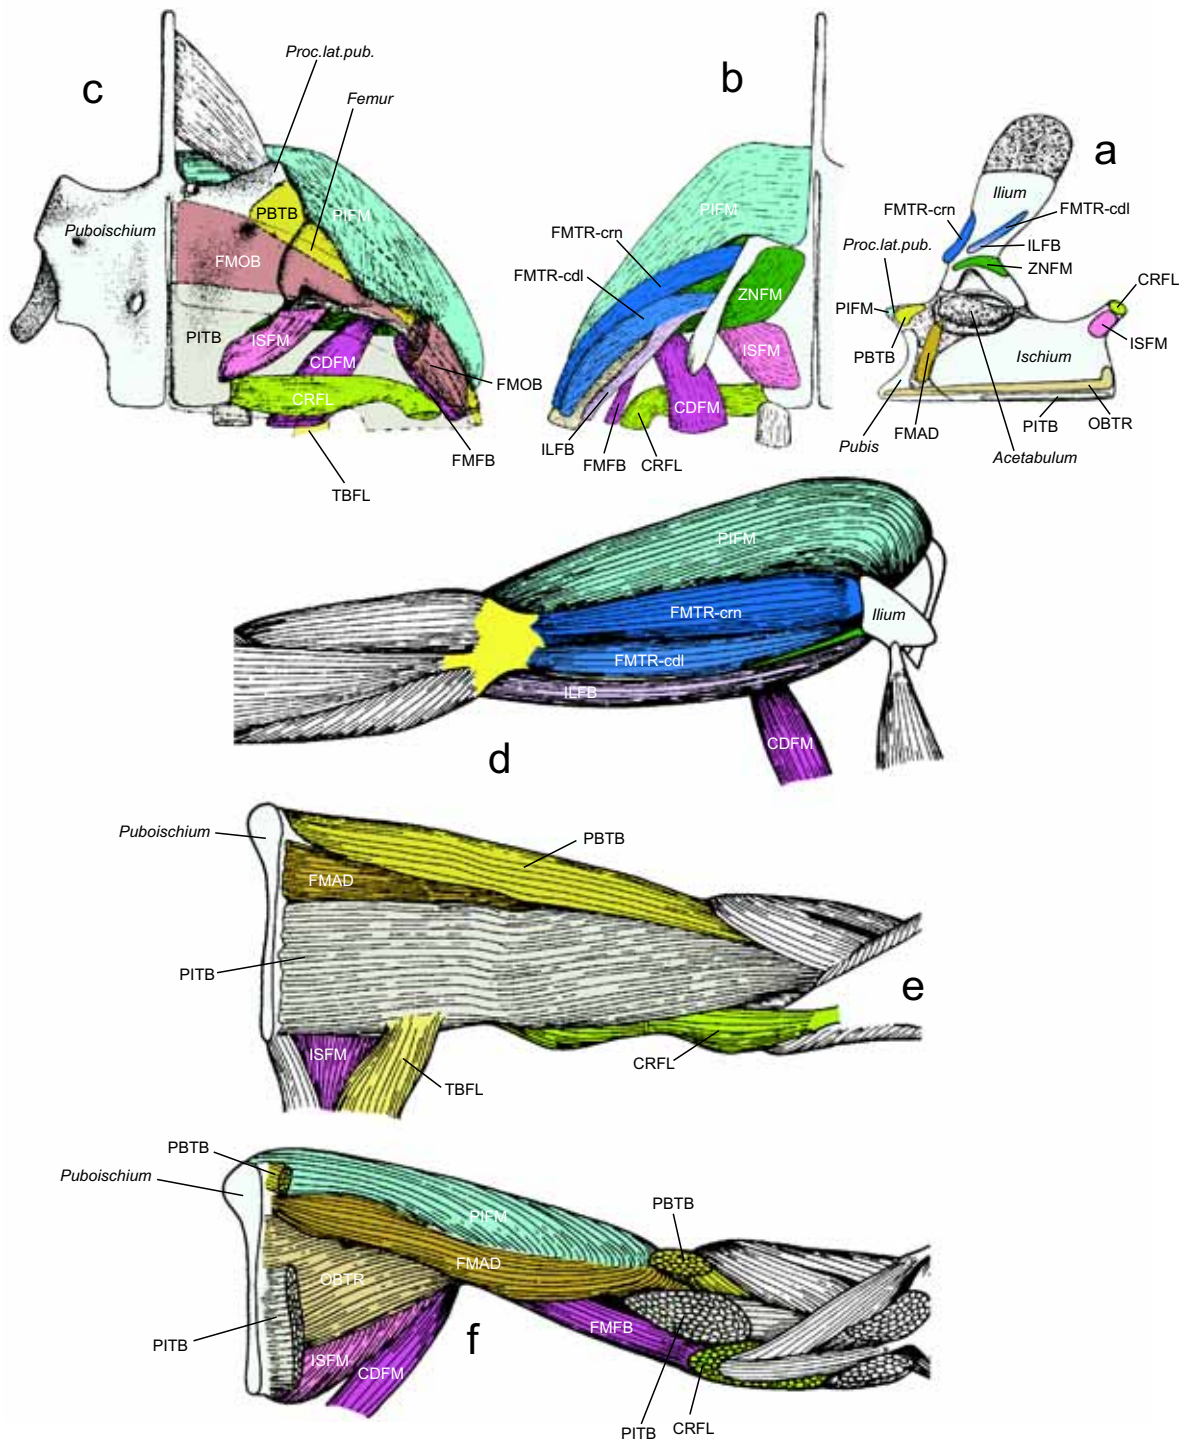 c
Proc.lat.pub.
Femur
Puboischium
PBTB
PIFM
FMOB
PITB
ISFM
CDFM
CRFL
FMOB
FMFB
TBFL
b
PIFM
FMTR-crn
FMTR-cdl
ZNFM
ISFM
CDFM
ILFB
FMFB
CRFL
a
Ilium
FMTR-crn
FMTR-cdl
ILFB
ZNFM
Proc.lat.pub.
PIFM
CRFL
ISFM
PBTB
Ischium
Pubis
FMAD
PITB
OBTR
Acetabulum
PIFM
FMTR-crn
Ilium
FMTR-cdl
ILFB
CDFM
d
Puboischium
PBTB
FMAD
PITB
e
ISFM
TBFL
CRFL
PBTB
Puboischium
PIFM
PBTB
FMAD
OBTR
PITB
FMFB
ISFM
CDFM
f
PITB
CRFL